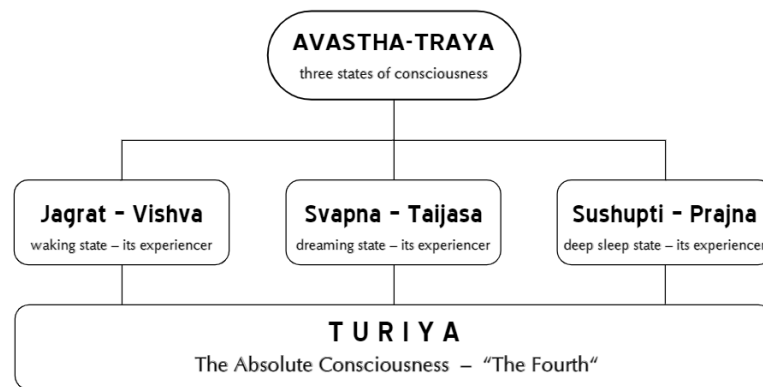 AVASTHA-TRAYA
three states of consciousness
Jagrat – Vishva
waking state – its experiencer
Svapna – Taijasa
dreaming state – its experiencer
Sushupti – Prajna
deep sleep state – its experiencer
TURIYA
The Absolute Consciousness – “The Fourth“